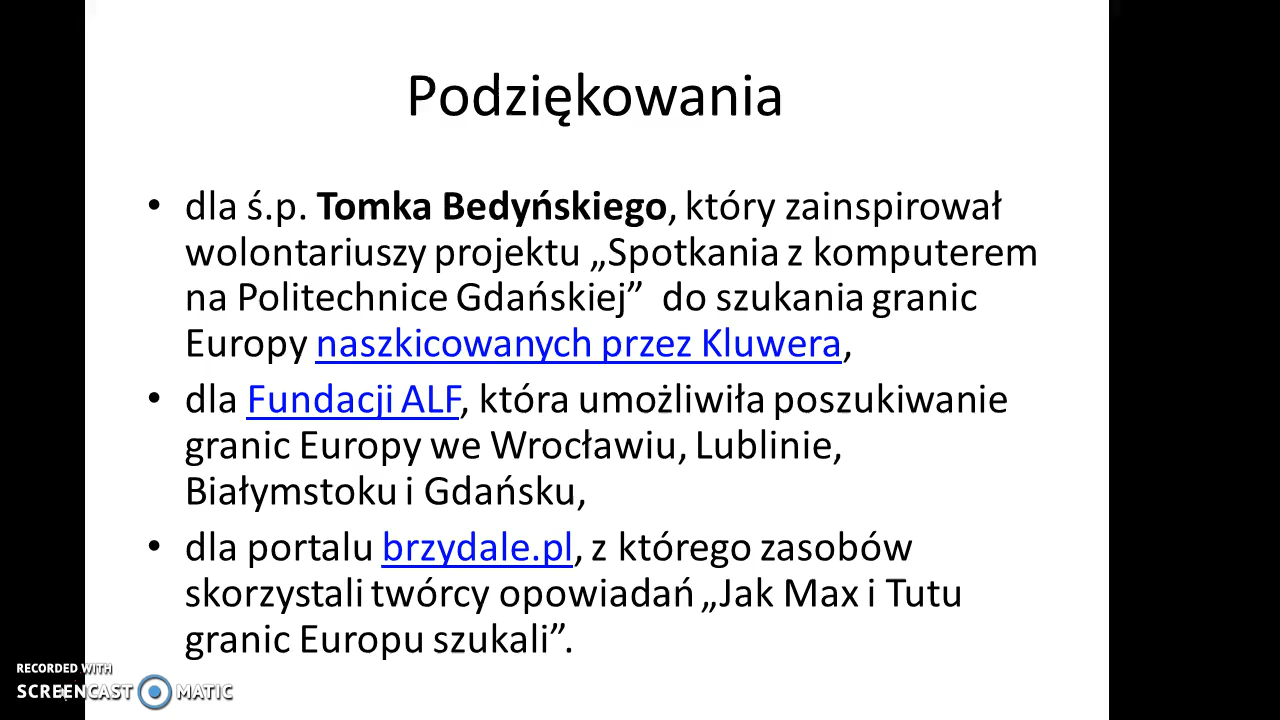 Podziękowania
• dla ś.p. Tomka Bedyńskiego, który zainspirował
wolontariuszy projektu „Spotkania z komputerem
na Politechnice Gdańskiej” do szukania granic
Europy naszkicowanych przez Kluwera,
• dla Fundacji ALF, która umożliwiła poszukiwanie
granic Europy we Wrocławiu, Lublinie,
Białymstoku i Gdańsku,
• dla portalu brzydale.pl, z którego zasobów
skorzystali twórcy opowiadań „Jak Max i Tutu
granic Europu szukali”.
RECORDED WITH
SCREENCAST MATIC